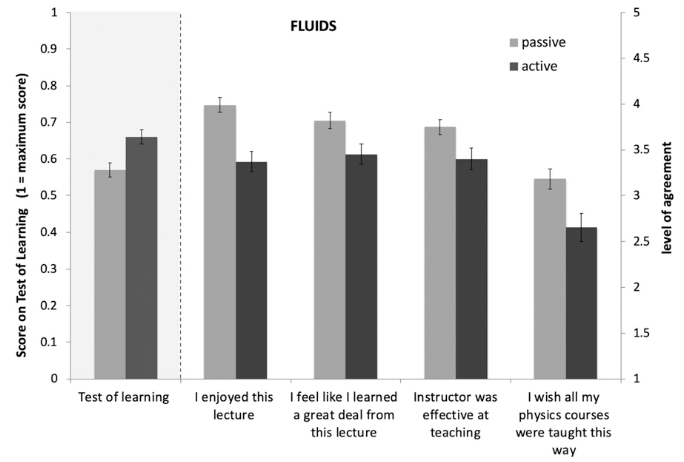 FLUIDS
passive
active
Score on Test of Learning (1 = maximum score)
1
0.9
0.8
0.7
0.6
0.5
0.4
0.3
0.2
0.1
0
5
4.5
4
3.5
3
2.5
2
1.5
1
level of agreement
Test of learning
I enjoyed this
lecture
I feel like I learned
a great deal from
this lecture
Instructor was
effective at
teaching
I wish all my
physics courses
were taught this
way